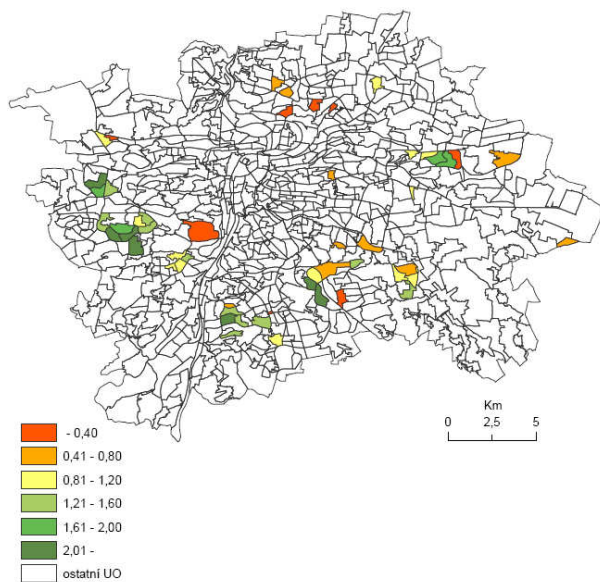 Km
0 2,5 5
- 0,40
0,41 - 0,80
0,81 - 1,20
1,21 - 1,60
1,61 - 2,00
2,01 -
ostatní UO